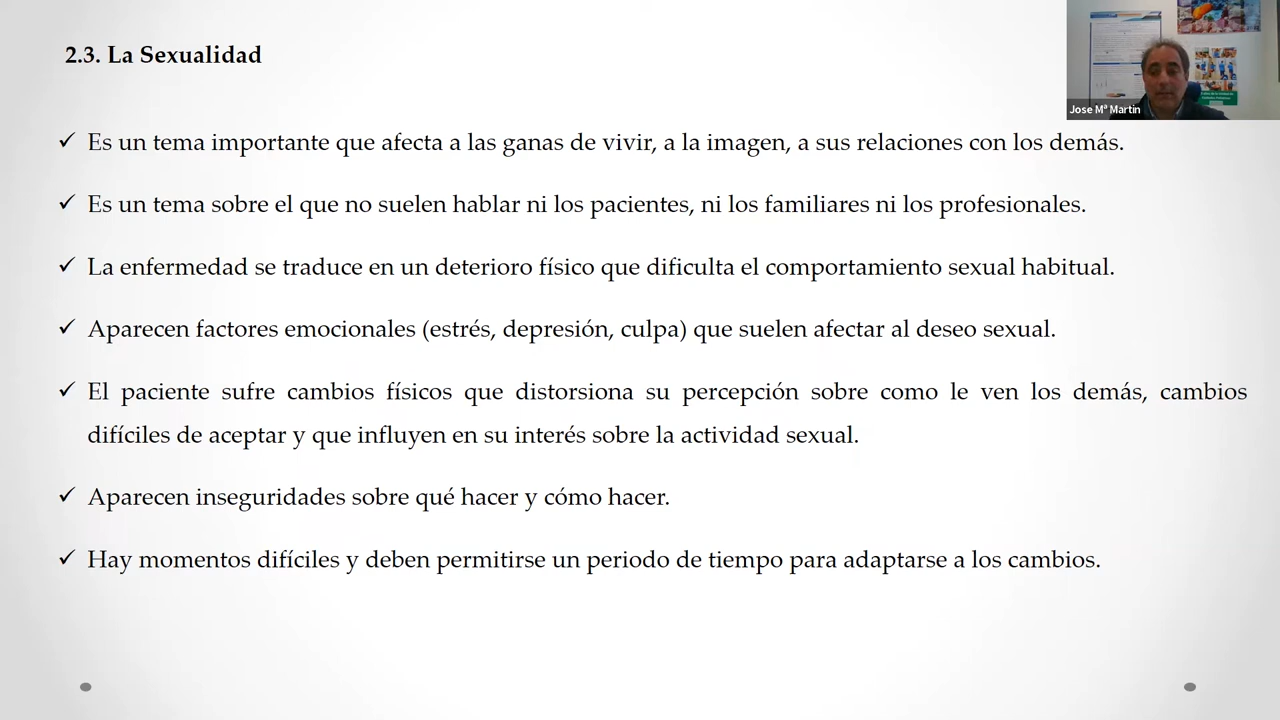 2.3. La Sexualidad
Jose Mª Martín
✓ Es un tema importante que afecta a las ganas de vivir, a la imagen, a sus relaciones con los demás.
✓ Es un tema sobre el que no suelen hablar ni los pacientes, ni los familiares ni los profesionales.
✓ La enfermedad se traduce en un deterioro físico que dificulta el comportamiento sexual habitual.
✓ Aparecen factores emocionales (estrés, depresión, culpa) que suelen afectar al deseo sexual.
✓ El paciente sufre cambios físicos que distorsiona su percepción sobre como le ven los demás, cambios
difíciles de aceptar y que influyen en su interés sobre la actividad sexual.
✓ Aparecen inseguridades sobre qué hacer y cómo hacer.
✓ Hay momentos difíciles y deben permitirse un periodo de tiempo para adaptarse a los cambios.